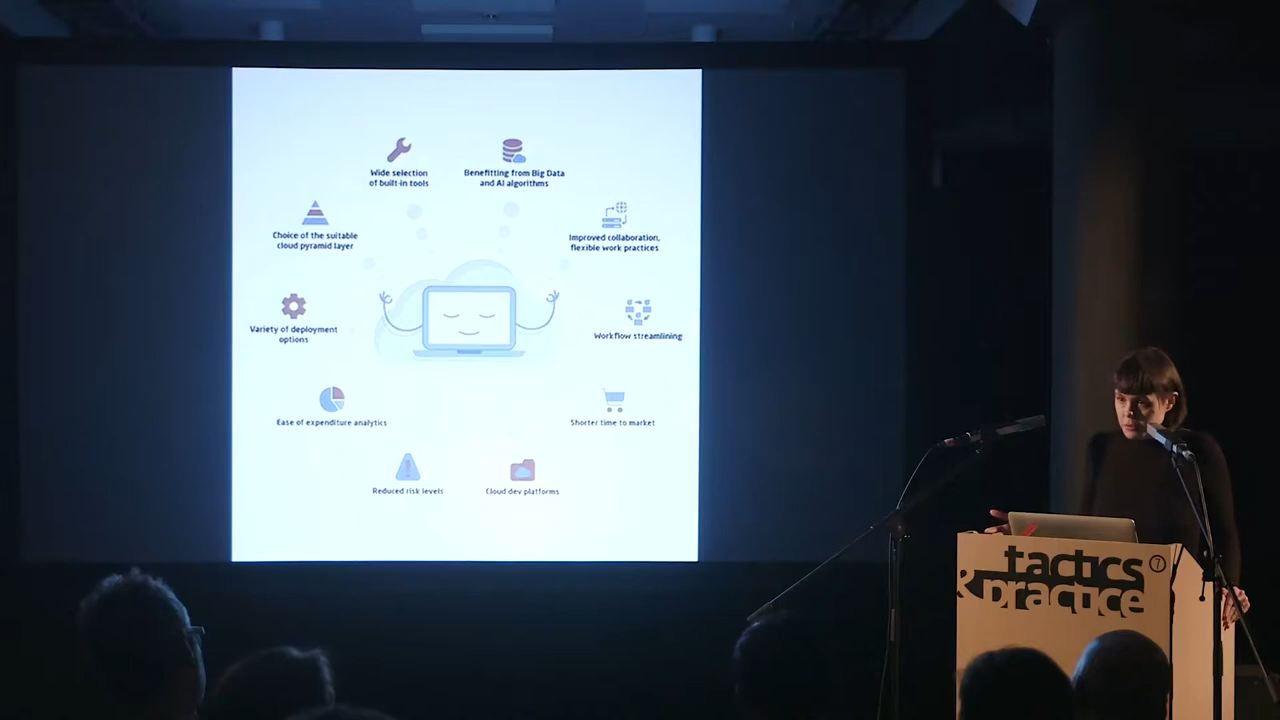 Wide selection
of built-in tools
Benefitting from Big Data
and AI algorithms
Choice of the suitable
cloud pyramid layer
Improved collaboration,
flexible work practices
Variety of deployment
options
Workflow streamlining
Ease of expenditure analytics
Shorter time to market
Reduced risk levels
Cloud dev platforms
tactics 7
& practice